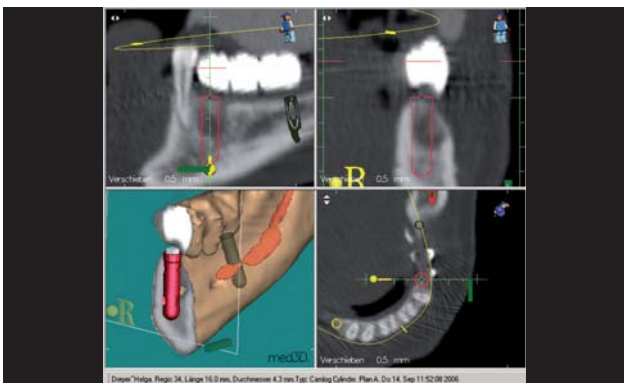 Verschieben 0.5 mm
R
Verschieben 0.5 mm
R
med3D.
Verschieben 0.5 mm
Dreyer^Helga. Regio 34, Länge 16.0 mm, Durchmesser 4.3 mm.Typ: Camlog Cylinder. Plan A. Do 14. Sep 11:52:08 2006